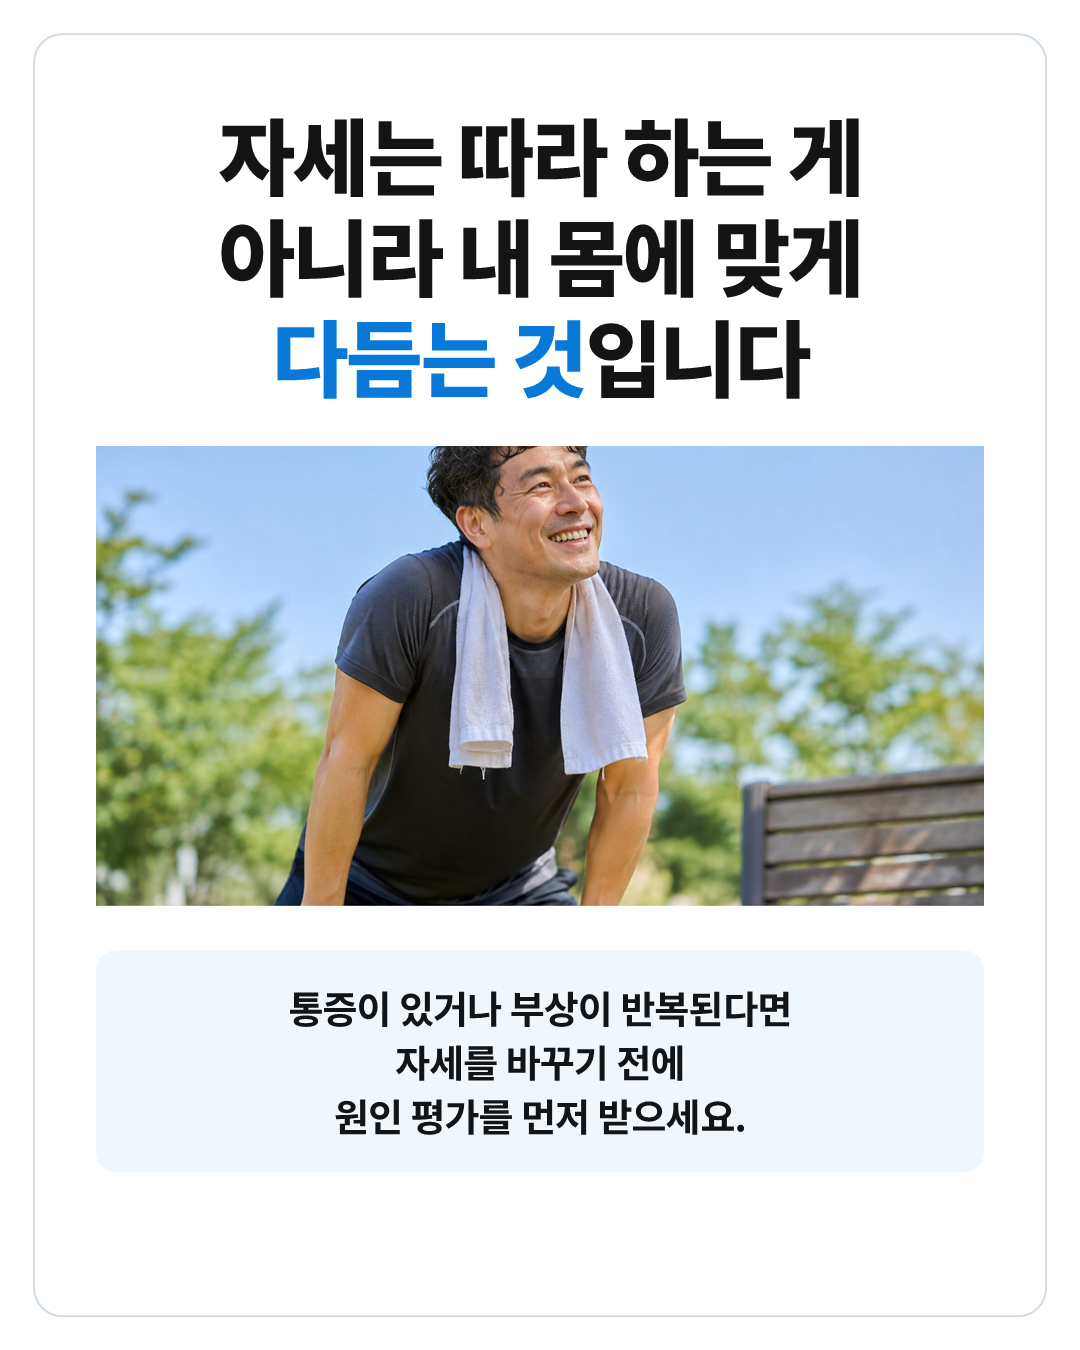 자세는 따라 하는 게
아니라 내 몸에 맞게
다듬는 것입니다
통증이 있거나 부상이 반복된다면
자세를 바꾸기 전에
원인 평가를 먼저 받으세요.